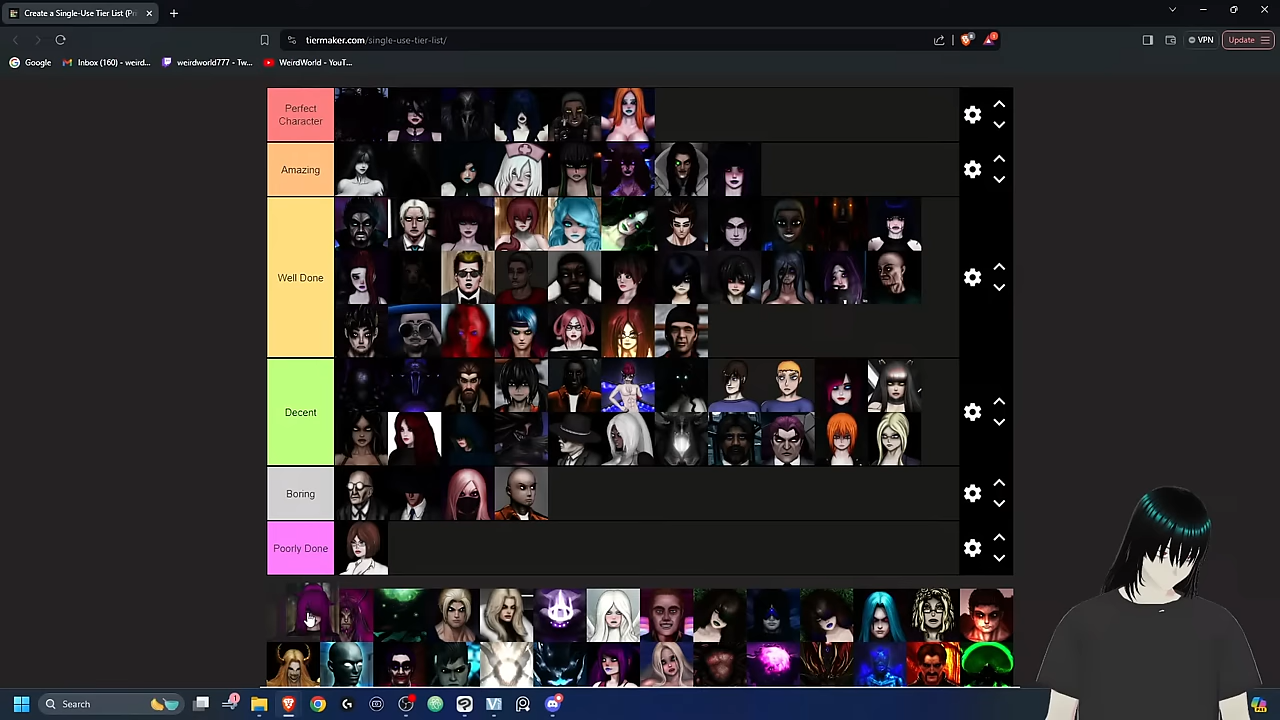 Create a Single-Use Tier List (Pr
tiermaker.com/single-use-tier-list/
VPN
Update
Google
Inbox (160) - weird...
weirdworld777 - Tw...
WeirdWorld - YouT...
Perfect
Character
Amazing
Well Done
Decent
Boring
Poorly Done
Search